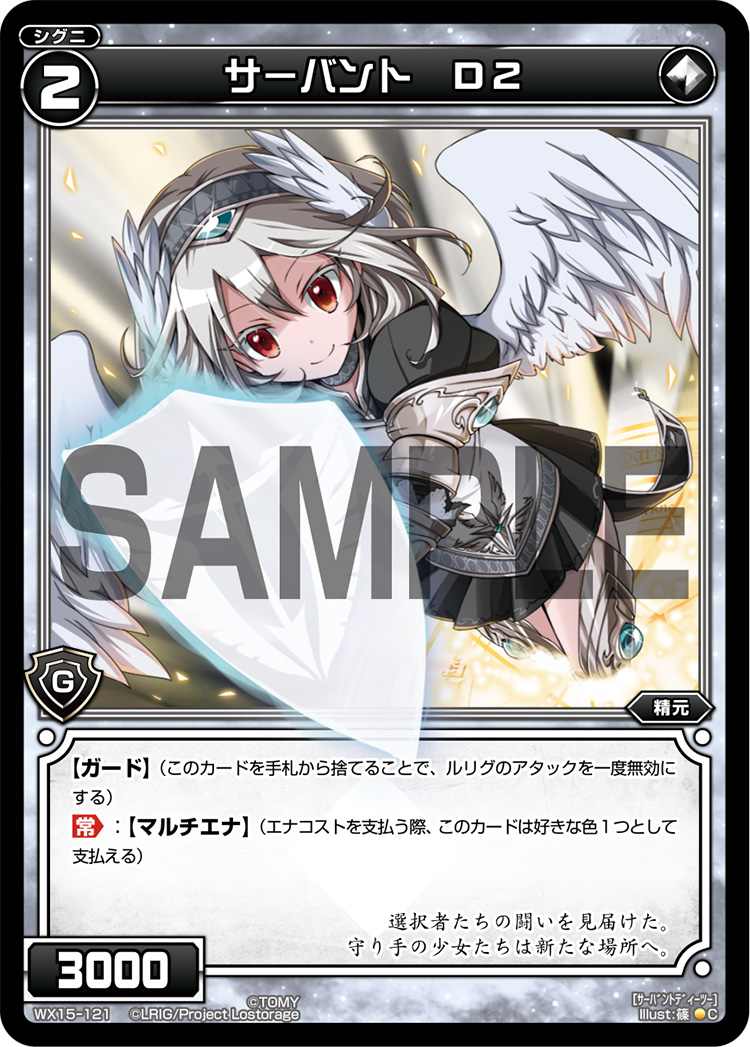 シグニ
2
サーバント D2
SAMPLE
G
精元
【ガード】（このカードを手札から捨てることで、ルリグのアタックを一度無効に
する）
常：【マルチエナ】（エナコストを支払う際、このカードは好きな色１つとして
支払える）
選択者たちの闘いを見届けた。
守り手の少女たちは新たな場所へ。
3000
©TOMY
WX15-121 ©LRIG/Project Lostorage
[サーバントディーツー]
Illust:篠 C